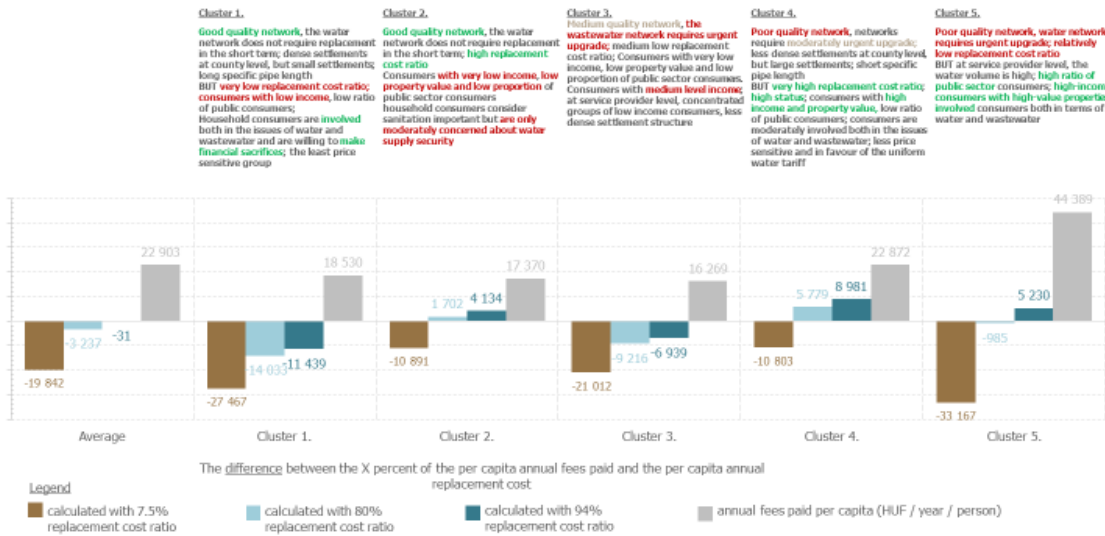 Cluster 1.
Good quality network, the water
network does not require replacement
in the short term; dense settlements
at county level, but small settlements;
long specific pipe length
BUT very low replacement cost ratio;
consumers with low income, low ratio
of public consumers;
Household consumers are involved
both in the issues of water and
wastewater and are willing to make
financial sacrifices; the least price
sensitive group
Cluster 2.
Good quality network, the water
network does not require replacement
in the short term; high replacement
cost ratio
Consumers with very low income, low
property value and low proportion of
public sector consumers
household consumers consider
sanitation important but are only
moderately concerned about water
supply security
Cluster 3.
Medium quality network, the
wastewater network requires urgent
upgrade; medium low replacement
cost ratio; Consumers with very low
income, low property value and low
proportion of public sector consumers.
Consumers with medium level income;
at service provider level, concentrated
groups of low income consumers, less
dense settlement structure
Cluster 4.
Poor quality network, networks
require moderately urgent upgrade;
less dense settlements at county level,
but large settlements; short specific
pipe length
BUT very high replacement cost ratio;
high status; consumers with high
income and property value, low ratio
of public consumers; consumers are
moderately involved both in the issues
of water and wastewater; less price
sensitive and in favour of the uniform
water tariff
Cluster 5.
Poor quality network, water network
requires urgent upgrade; relatively
low replacement cost ratio
BUT at service provider level, the
water volume is high; high ratio of
public sector consumers; high-incom
consumers with high-value propertie
involved consumers both in terms of
water and wastewater
22 903
-3 237
-31
-19 842
18 530
-14 033
-11 439
-27 467
17 370
1 702
4 134
-10 891
16 269
-9 216
-6 939
-21 012
22 872
5 779
8 981
-10 803
44 389
5 230
-985
-33 167
Average
Cluster 1.
Cluster 2.
Cluster 3.
Cluster 4.
Cluster 5.
The difference between the X percent of the per capita annual fees paid and the per capita annual
replacement cost
Legend
calculated with 7.5%
replacement cost ratio
calculated with 80%
replacement cost ratio
calculated with 94%
replacement cost ratio
annual fees paid per capita (HUF / year / person)